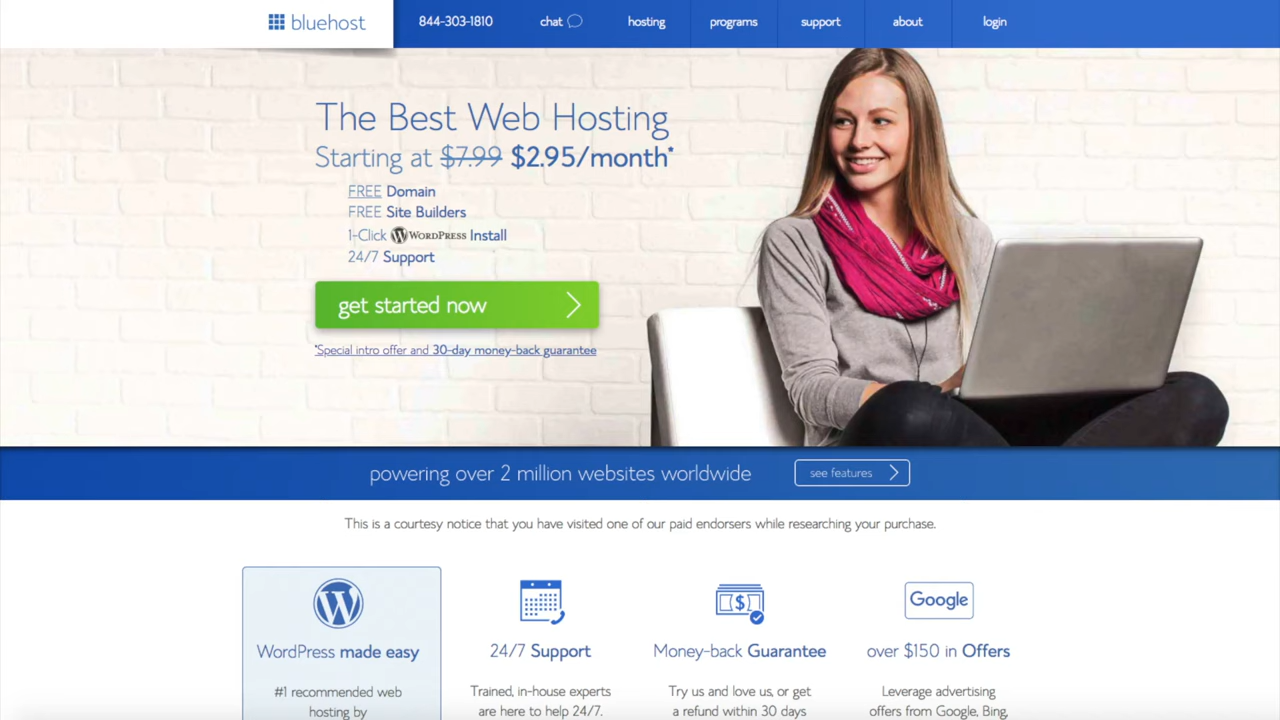 bluehost
844-303-1810
chat
hosting
programs
support
about
login
The Best Web Hosting
Starting at $7.99 $2.95/month*
FREE Domain
FREE Site Builders
1-Click WORDPRESS Install
24/7 Support
get started now
*Special intro offer and 30-day money-back guarantee
powering over 2 million websites worldwide
see features
This is a courtesy notice that you have visited one of our paid endorsers while researching your purchase.
WordPress made easy
#1 recommended web
hosting by
24/7 Support
Trained, in-house experts
are here to help 24/7.
$
Money-back Guarantee
Try us and love us, or get
a refund within 30 days
Google
over $150 in Offers
Leverage advertising
offers from Google, Bing,